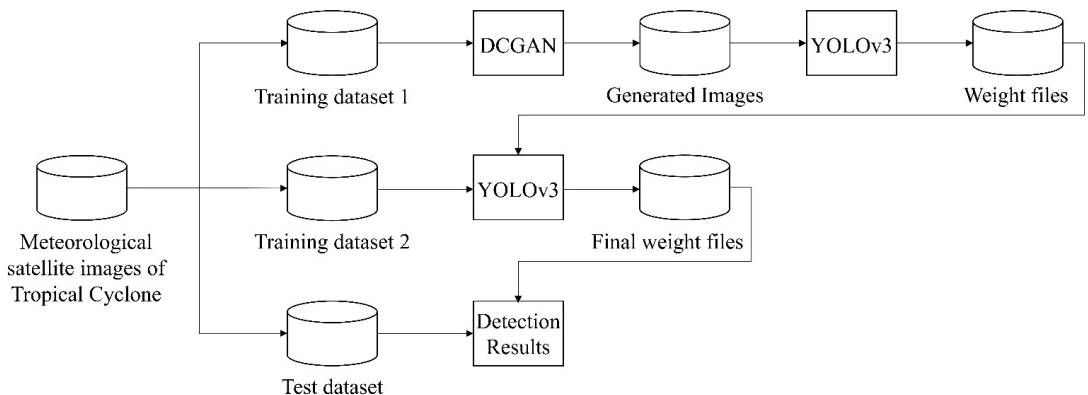 DCGAN
YOLOv3
Training dataset 1
Generated Images
Weight files
YOLOv3
Meteorological
satellite images of
Tropical Cyclone
Training dataset 2
Final weight files
Detection
Results
Test dataset